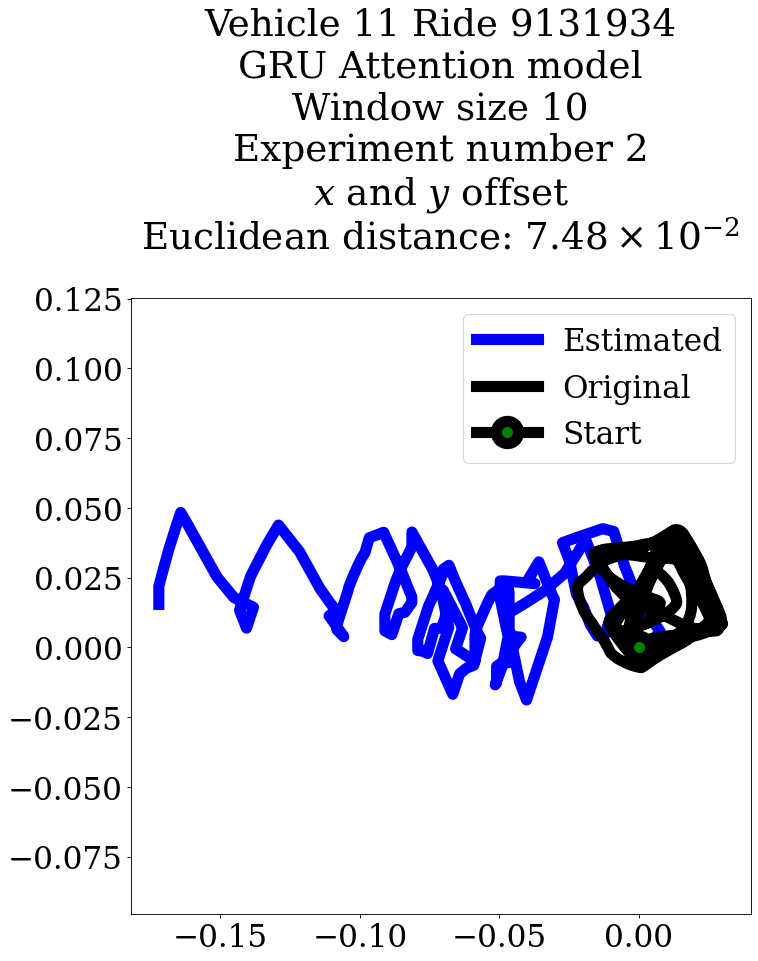 Vehicle 11 Ride 9131934
GRU Attention model
Window size 10
Experiment number 2
x and y offset
Euclidean distance: 7.48 × 10⁻²
0.125
0.100
0.075
0.050
0.025
0.000
−0.025
−0.050
−0.075
Estimated
Original
Start
−0.15
−0.10
−0.05
0.00